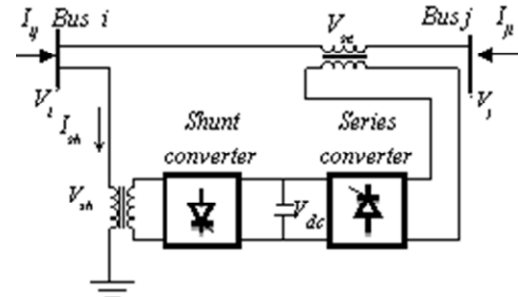 I_ij Bus i V_se Bus j I_ji
V_i V_j
I_sh Shunt converter Series converter
V_sh V_dc